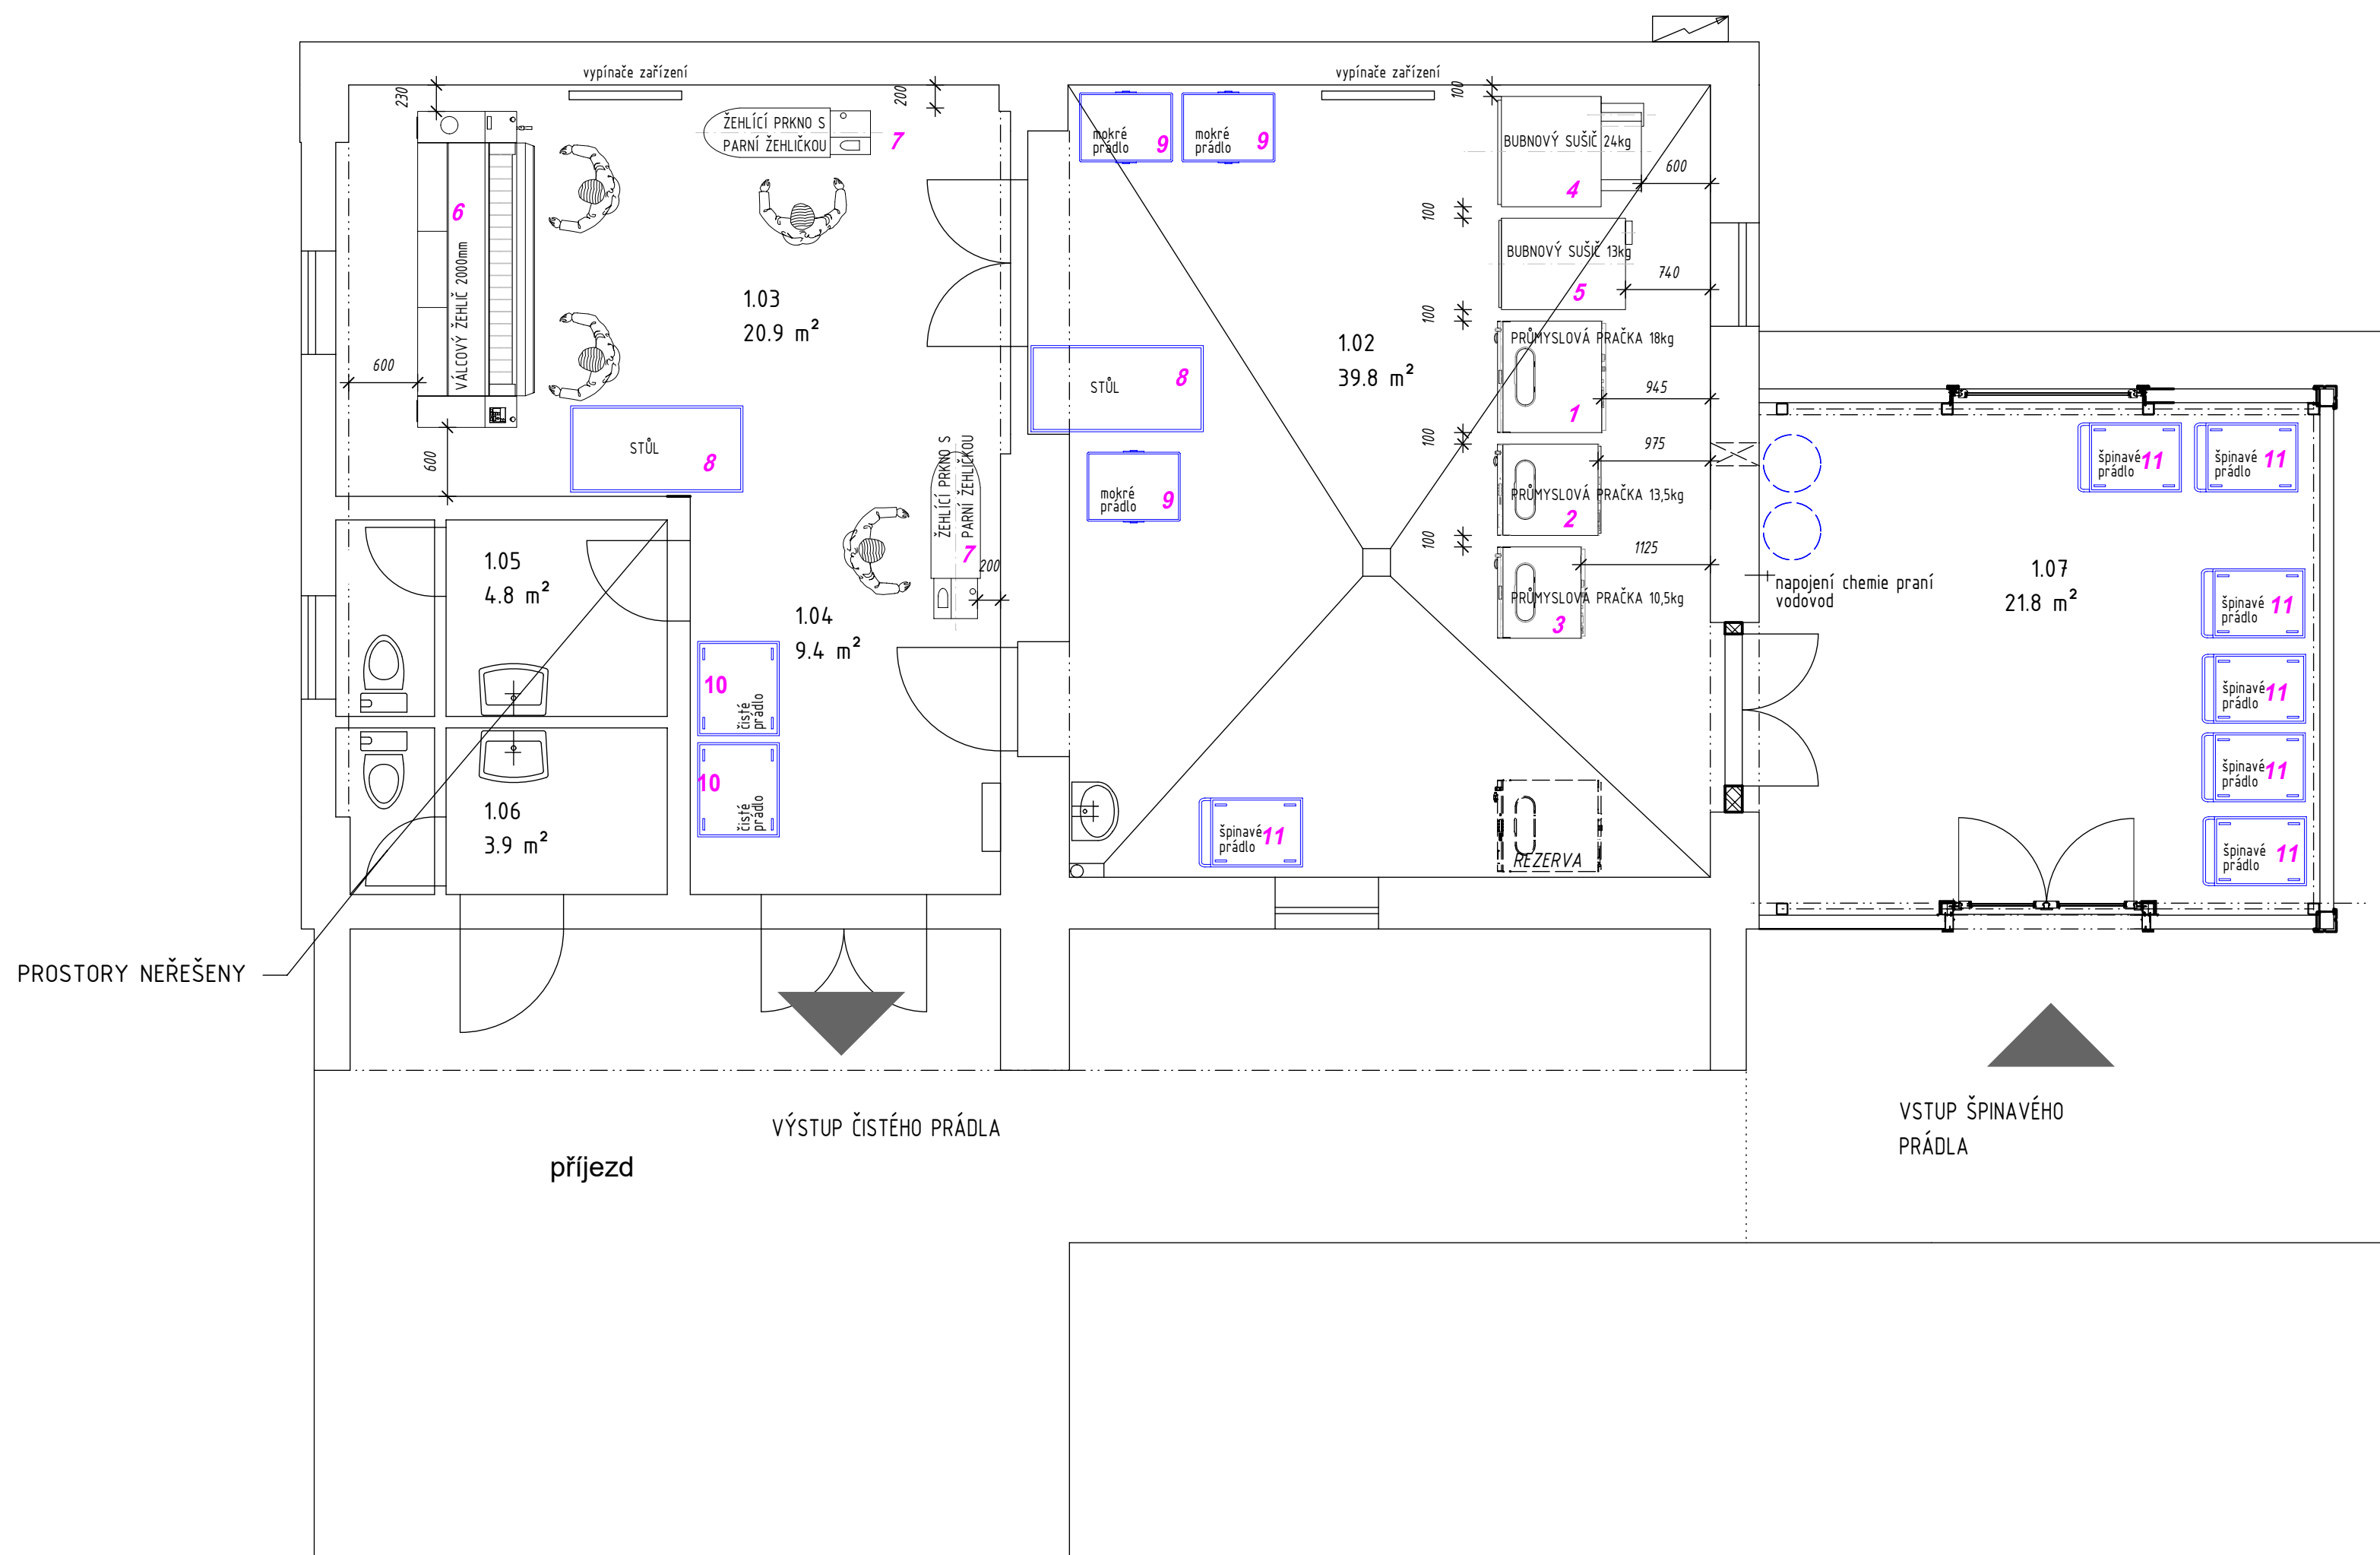 vypínače zařízení
vypínače zařízení
230
200
100
ŽEHLÍCÍ PRKNO S
PARNÍ ŽEHLIČKOU
7
6
VÁLCOVÝ ŽEHLIČ 2000mm
600
600
1.03
20.9 m²
STŮL
8
mokré
prádlo
9
mokré
prádlo
9
BUBNOVÝ SUŠIČ 24kg
4
600
100
BUBNOVÝ SUŠIČ 13kg
5
740
100
PRŮMYSLOVÁ PRAČKA 18kg
1
945
100
975
PRŮMYSLOVÁ PRAČKA 13,5kg
2
100
1125
PRŮMYSLOVÁ PRAČKA 10,5kg
3
1.02
39.8 m²
STŮL
8
mokré
prádlo
9
ŽEHLÍCÍ PRKNO S
PARNÍ ŽEHLIČKOU
7
200
1.05
4.8 m²
1.04
9.4 m²
10
čisté
prádlo
10
čisté
prádlo
1.06
3.9 m²
špinavé
prádlo
11
REZERVA
špinavé
prádlo
11
špinavé
prádlo
11
napojení chemie praní
vodovod
1.07
21.8 m²
špinavé
prádlo
11
špinavé
prádlo
11
špinavé
prádlo
11
špinavé
prádlo
11
PROSTORY NEŘEŠENY
VÝSTUP ČISTÉHO PRÁDLA
VSTUP ŠPINAVÉHO
PRÁDLA
příjezd